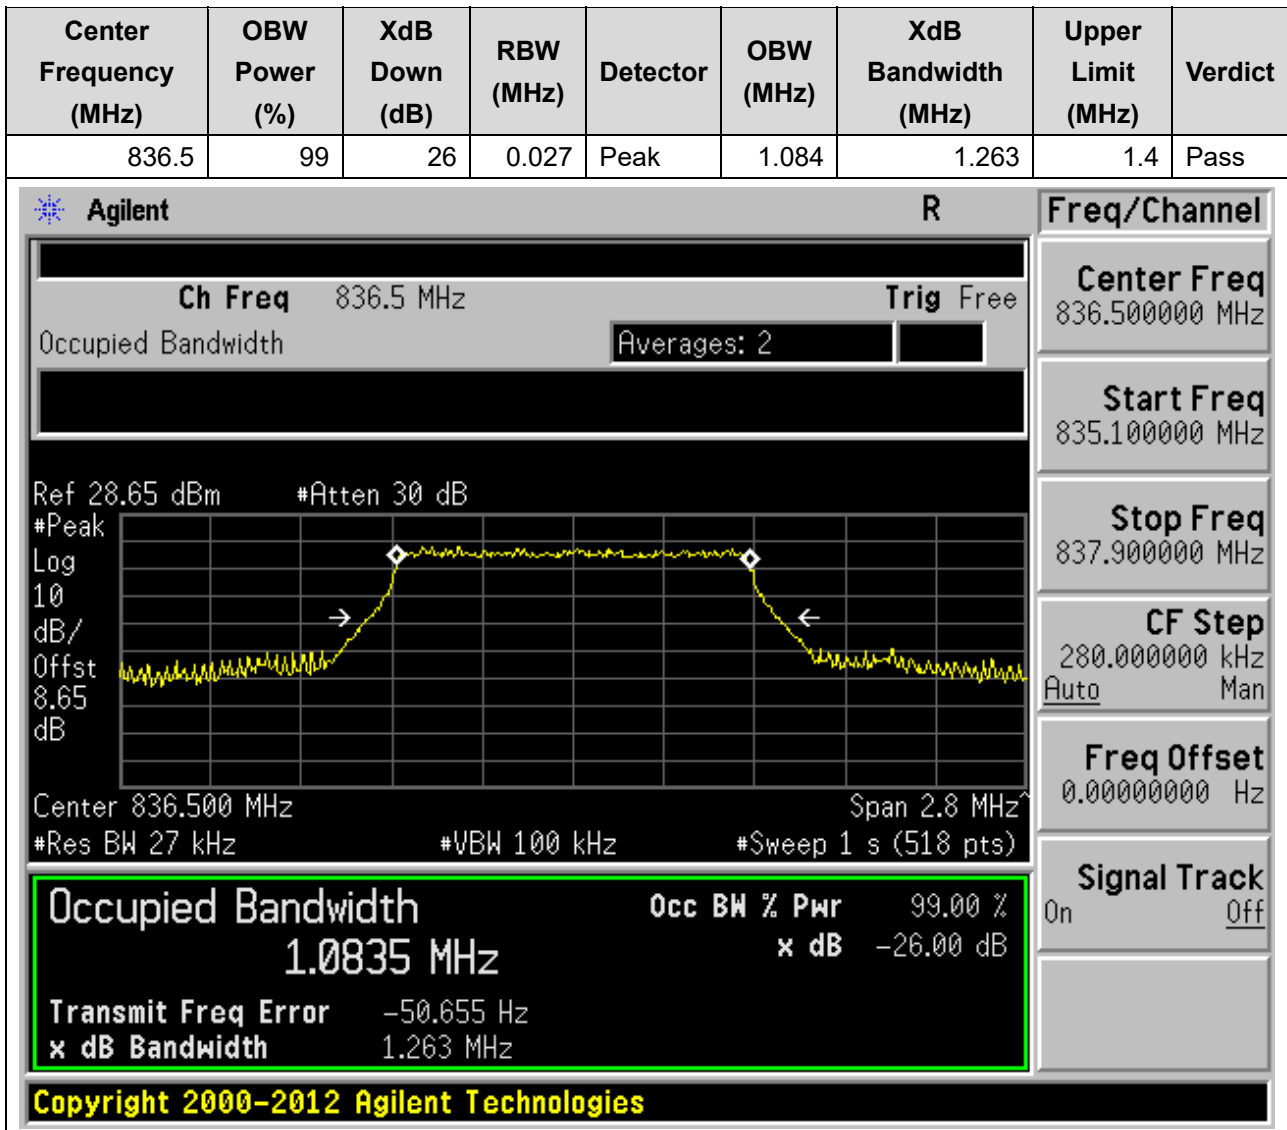 Center Frequency (MHz) OBW Power (%) XdB Down (dB) RBW (MHz) Detector OBW (MHz) XdB Bandwidth (MHz) Upper Limit (MHz) Verdict
836.5 99 26 0.027 Peak 1.084 1.263 1.4 Pass
Agilent R Freq/Channel
Ch Freq 836.5 MHz Trig Free
Occupied Bandwidth Averages: 2
Center Freq
836.500000 MHz
Start Freq
835.100000 MHz
Stop Freq
837.900000 MHz
CF Step
280.000000 kHz
Auto Man
Freq Offset
0.00000000 Hz
Signal Track
On Off
Ref 28.65 dBm #Atten 30 dB
#Peak
Log
10
dB/
Offst
8.65
dB
Center 836.500 MHz Span 2.8 MHz^
#Res BW 27 kHz #VBW 100 kHz #Sweep 1 s (518 pts)
Occupied Bandwidth Occ BW % Pwr 99.00 %
1.0835 MHz x dB -26.00 dB
Transmit Freq Error -50.655 Hz
x dB Bandwidth 1.263 MHz
Copyright 2000-2012 Agilent Technologies